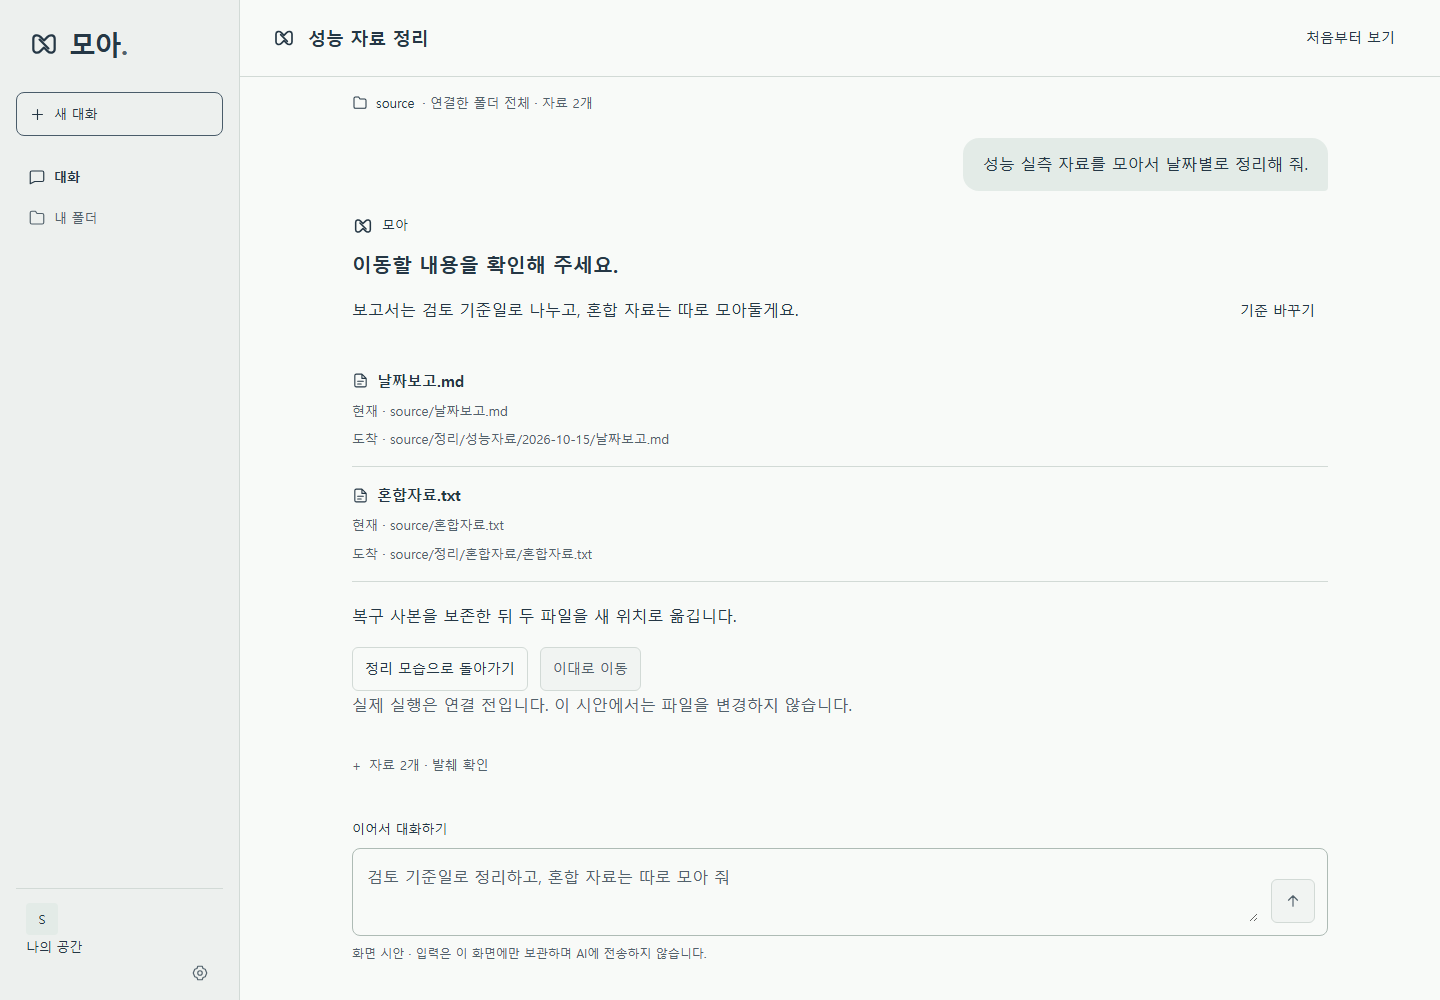 모아.
새 대화
대화
내 폴더
S
나의 공간
성능 자료 정리
처음부터 보기
source · 연결한 폴더 전체 · 자료 2개
성능 실측 자료를 모아서 날짜별로 정리해 줘.
모아
이동할 내용을 확인해 주세요.
보고서는 검토 기준일로 나누고, 혼합 자료는 따로 모아둘게요.
기준 바꾸기
날짜보고.md
현재 · source/날짜보고.md
도착 · source/정리/성능자료/2026-10-15/날짜보고.md
혼합자료.txt
현재 · source/혼합자료.txt
도착 · source/정리/혼합자료/혼합자료.txt
복구 사본을 보존한 뒤 두 파일을 새 위치로 옮깁니다.
정리 모습으로 돌아가기
이대로 이동
실제 실행은 연결 전입니다. 이 시안에서는 파일을 변경하지 않습니다.
+ 자료 2개 · 발췌 확인
이어서 대화하기
검토 기준일로 정리하고, 혼합 자료는 따로 모아 줘
화면 시안 · 입력은 이 화면에만 보관하며 AI에 전송하지 않습니다.